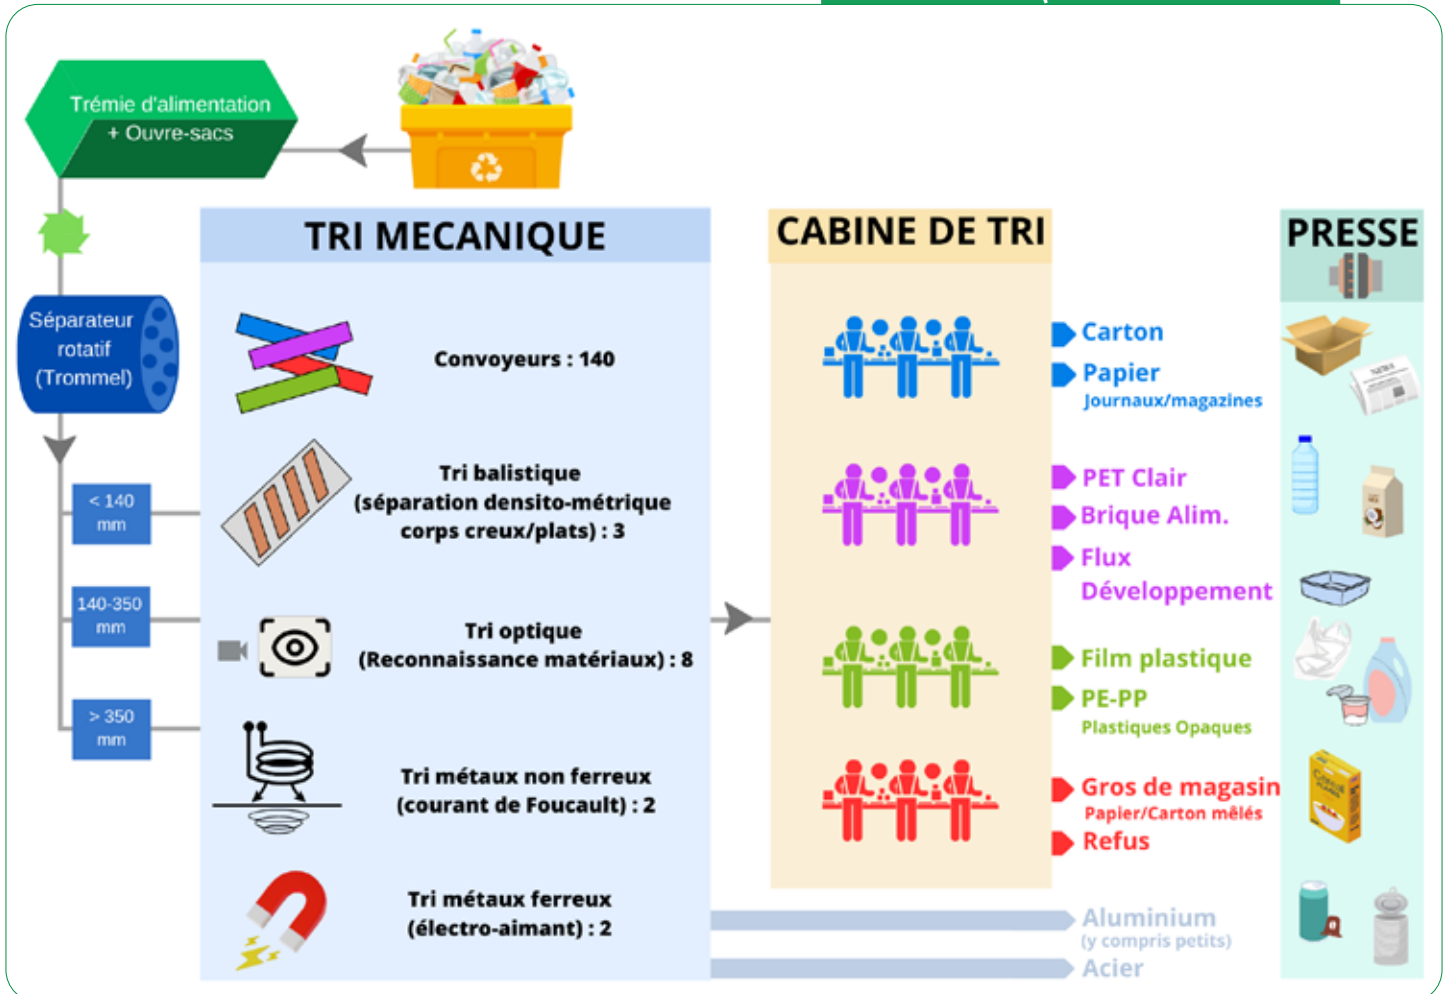 Trémie d'alimentation
+ Ouvre-sacs
Séparateur
rotatif
(Trommel)
< 140
mm
140-350
mm
> 350
mm
TRI MECANIQUE
Convoyeurs : 140
Tri balistique
(séparation densito-métrique
corps creux/plats) : 3
Tri optique
(Reconnaissance matériaux) : 8
Tri métaux non ferreux
(courant de Foucault) : 2
Tri métaux ferreux
(électro-aimant) : 2
CABINE DE TRI
Carton
Papier
Journaux/magazines
PET Clair
Brique Alim.
Flux
Développement
Film plastique
PE-PP
Plastiques Opaques
Gros de magasin
Papier/Carton mêlés
Refus
Aluminium
(y compris petits)
Acier
PRESSE
NEWS